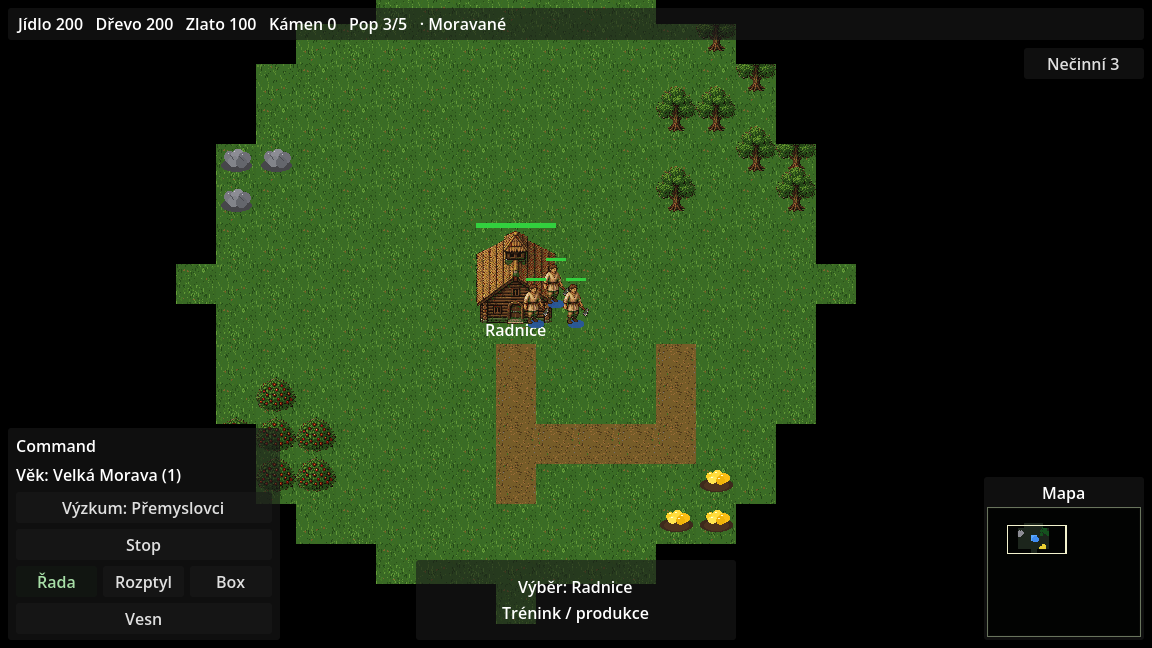 Jídlo 200 Dřevo 200 Zlato 100 Kámen 0 Pop 3/5 · Moravané
Nečinní 3
Radnice
Command
Věk: Velká Morava (1)
Výzkum: Přemyslovci
Stop
Řada Rozptyl Box
Vesn
Výběr: Radnice
Trénink / produkce
Mapa